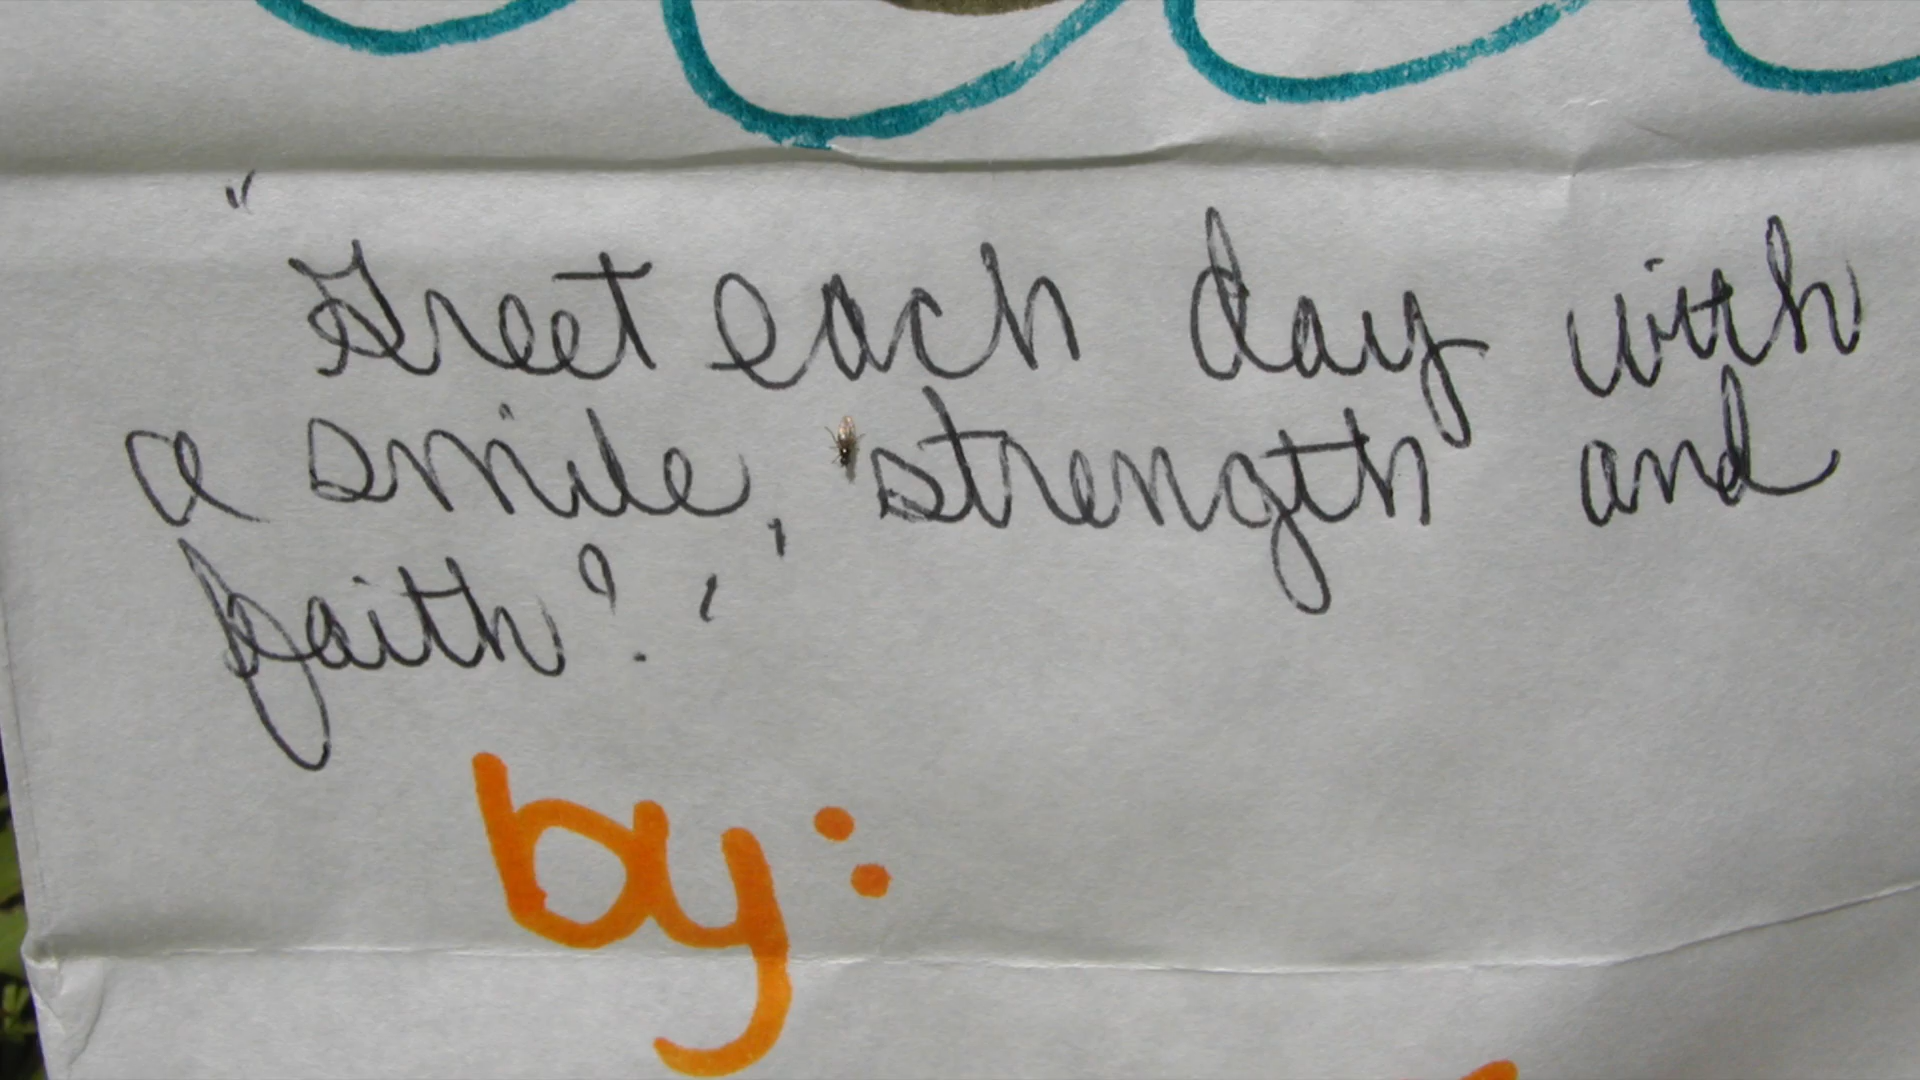 "Greet each day with
a smile, strength and
faith?"
by: